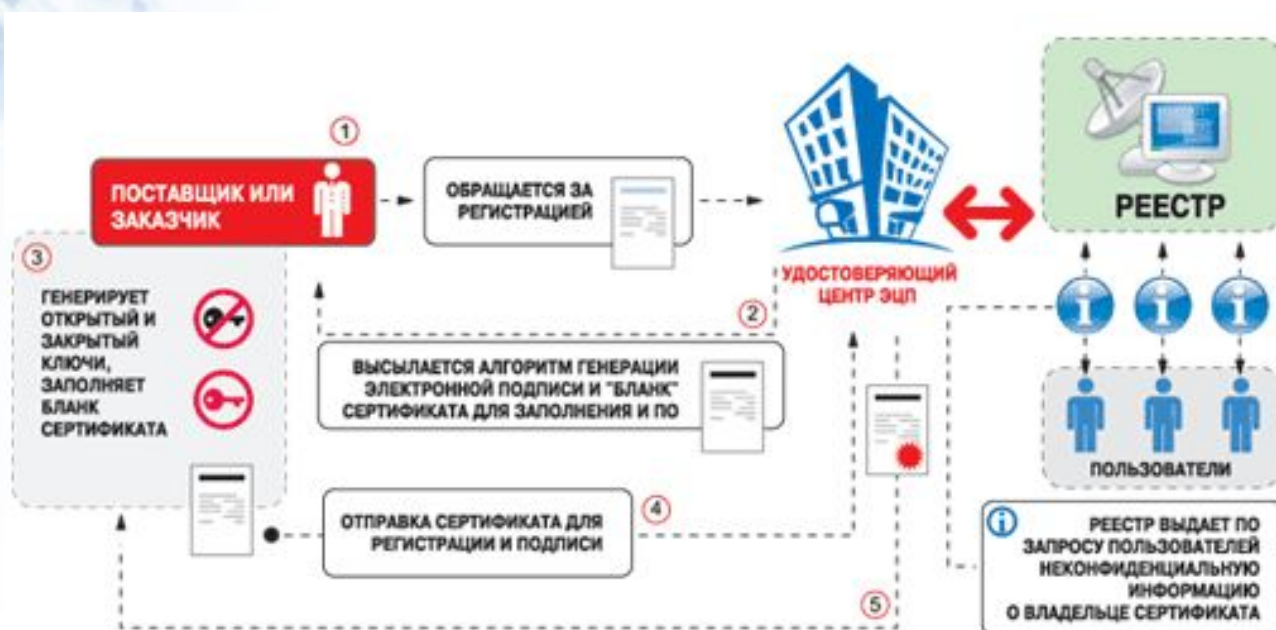 1
ПОСТАВЩИК ИЛИ
ЗАКАЗЧИК
ОБРАЩАЕТСЯ ЗА
РЕГИСТРАЦИЕЙ
УДОСТОВЕРЯЮЩИЙ
ЦЕНТР ЭЦП
РЕЕСТР
2
ВЫСЫЛАЕТСЯ АЛГОРИТМ ГЕНЕРАЦИИ
ЭЛЕКТРОННОЙ ПОДПИСИ И "БЛАНК"
СЕРТИФИКАТА ДЛЯ ЗАПОЛНЕНИЯ И ПО
3
ГЕНЕРИРУЕТ
ОТКРЫТЫЙ И
ЗАКРЫТЫЙ
КЛЮЧИ,
ЗАПОЛНЯЕТ
БЛАНК
СЕРТИФИКАТА
4
ОТПРАВКА СЕРТИФИКАТА ДЛЯ
РЕГИСТРАЦИИ И ПОДПИСИ
5
i
i
i
ПОЛЬЗОВАТЕЛИ
i
РЕЕСТР ВЫДАЕТ ПО
ЗАПРОСУ ПОЛЬЗОВАТЕЛЕЙ
НЕКОНФИДЕНЦИАЛЬНУЮ
ИНФОРМАЦИЮ
О ВЛАДЕЛЬЦЕ СЕРТИФИКАТА